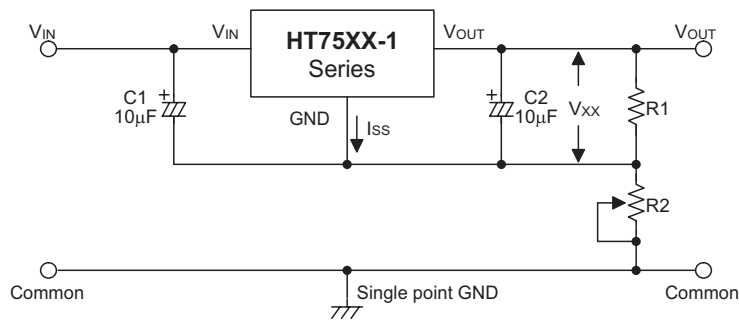 VIN
VIN
HT75XX-1
Series
VOUT
VOUT
C1
10μF
GND
ISS
C2
10μF
VXX
R1
R2
Common
Single point GND
Common